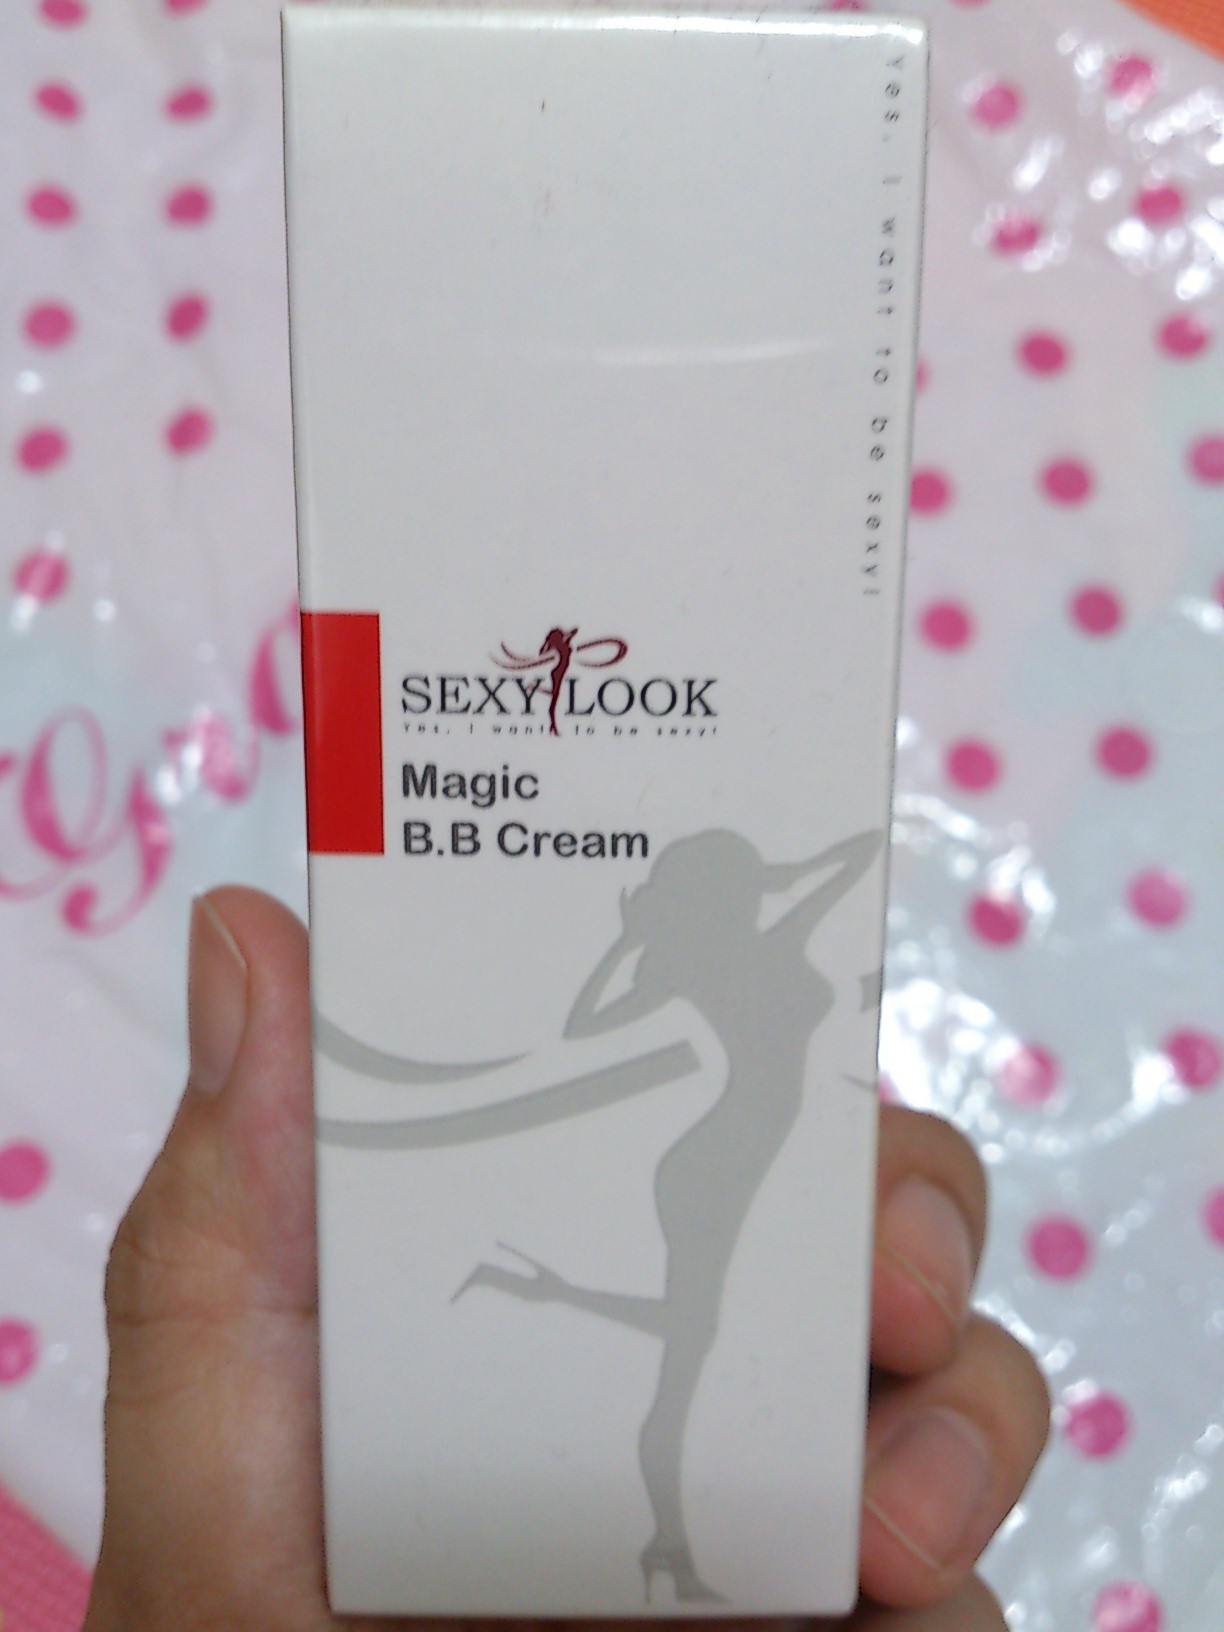 Yes, I want to be sexy!
SEXY LOOK
Yes, I want to be sexy!
Magic
B.B Cream